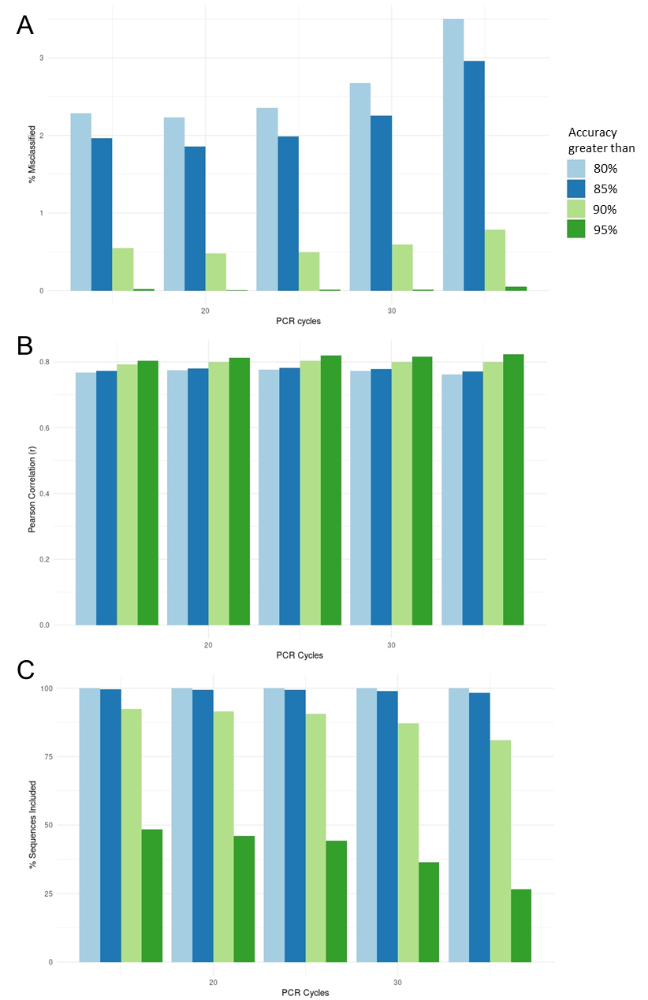 A
3
2
1
0
% Misclassified
20
30
PCR cycles
Accuracy
greater than
80%
85%
90%
95%
B
0.8
0.6
0.4
0.2
0.0
Pearson Correlation (r)
20
30
PCR Cycles
C
100
75
50
25
0
% Sequences Included
20
30
PCR Cycles